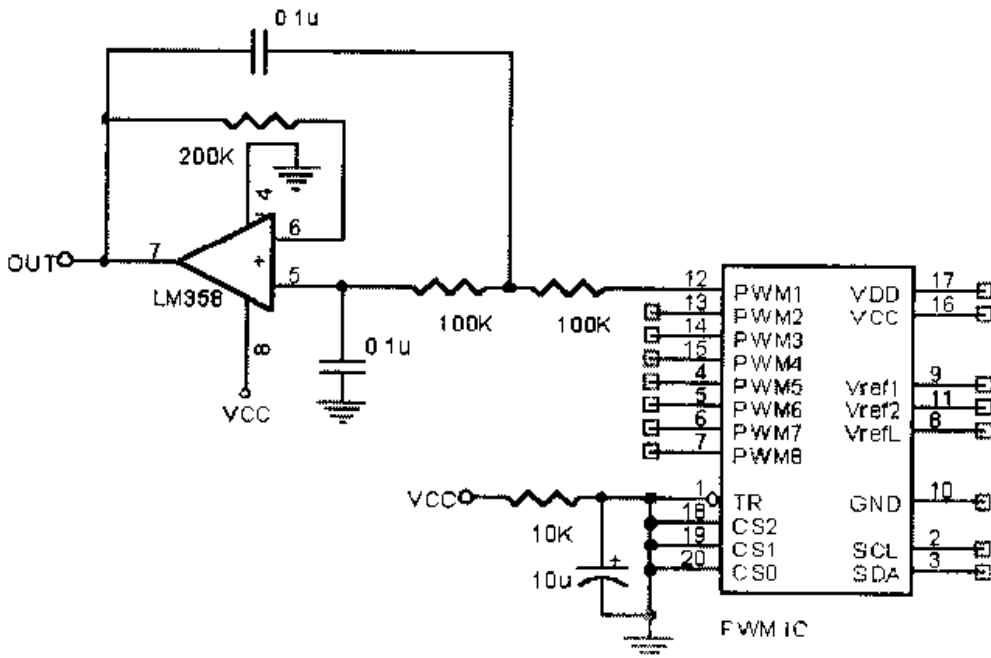 0 1u
200K
4
6
OUT
7
+
5
LM358
100K
100K
0 1u
8
VCC
12
PWM1
13
PWM2
14
PWM3
15
PWM4
4
PWM5
5
PWM6
6
PWM7
7
PWM8
VDD
17
VCC
16
Vref1
9
Vref2
11
VrefL
8
VCC
10K
+
10u
1
TR
18
CS2
19
CS1
20
CS0
GND
10
SCL
2
SDA
3
PWM IC